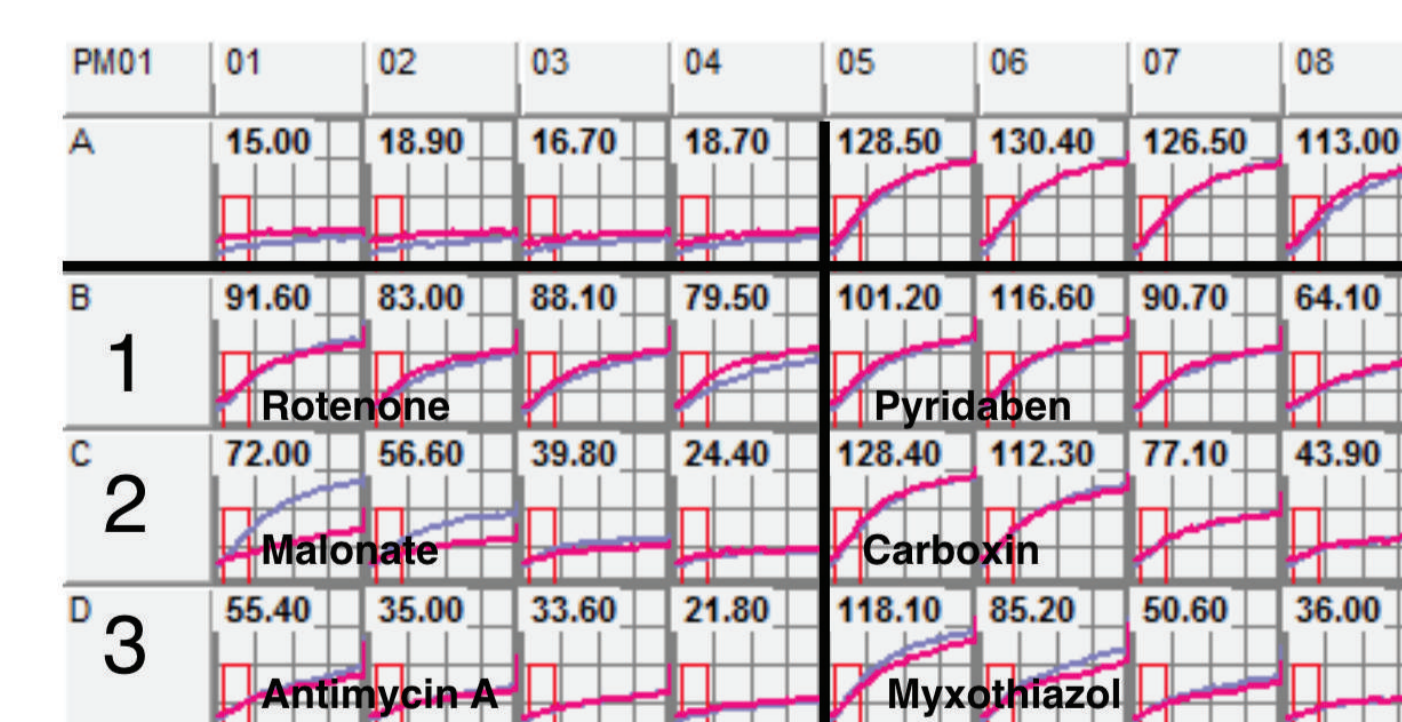 PM01 01 02 03 04 05 06 07 08
A 15.00 18.90 16.70 18.70 128.50 130.40 126.50 113.00
B 91.60 83.00 88.10 79.50 101.20 116.60 90.70 64.10
1
Rotenone Pyridaben
C 72.00 56.60 39.80 24.40 128.40 112.30 77.10 43.90
2
Malonate Carboxin
D 55.40 35.00 33.60 21.80 118.10 85.20 50.60 36.00
3
Antimycin A Myxothiazol